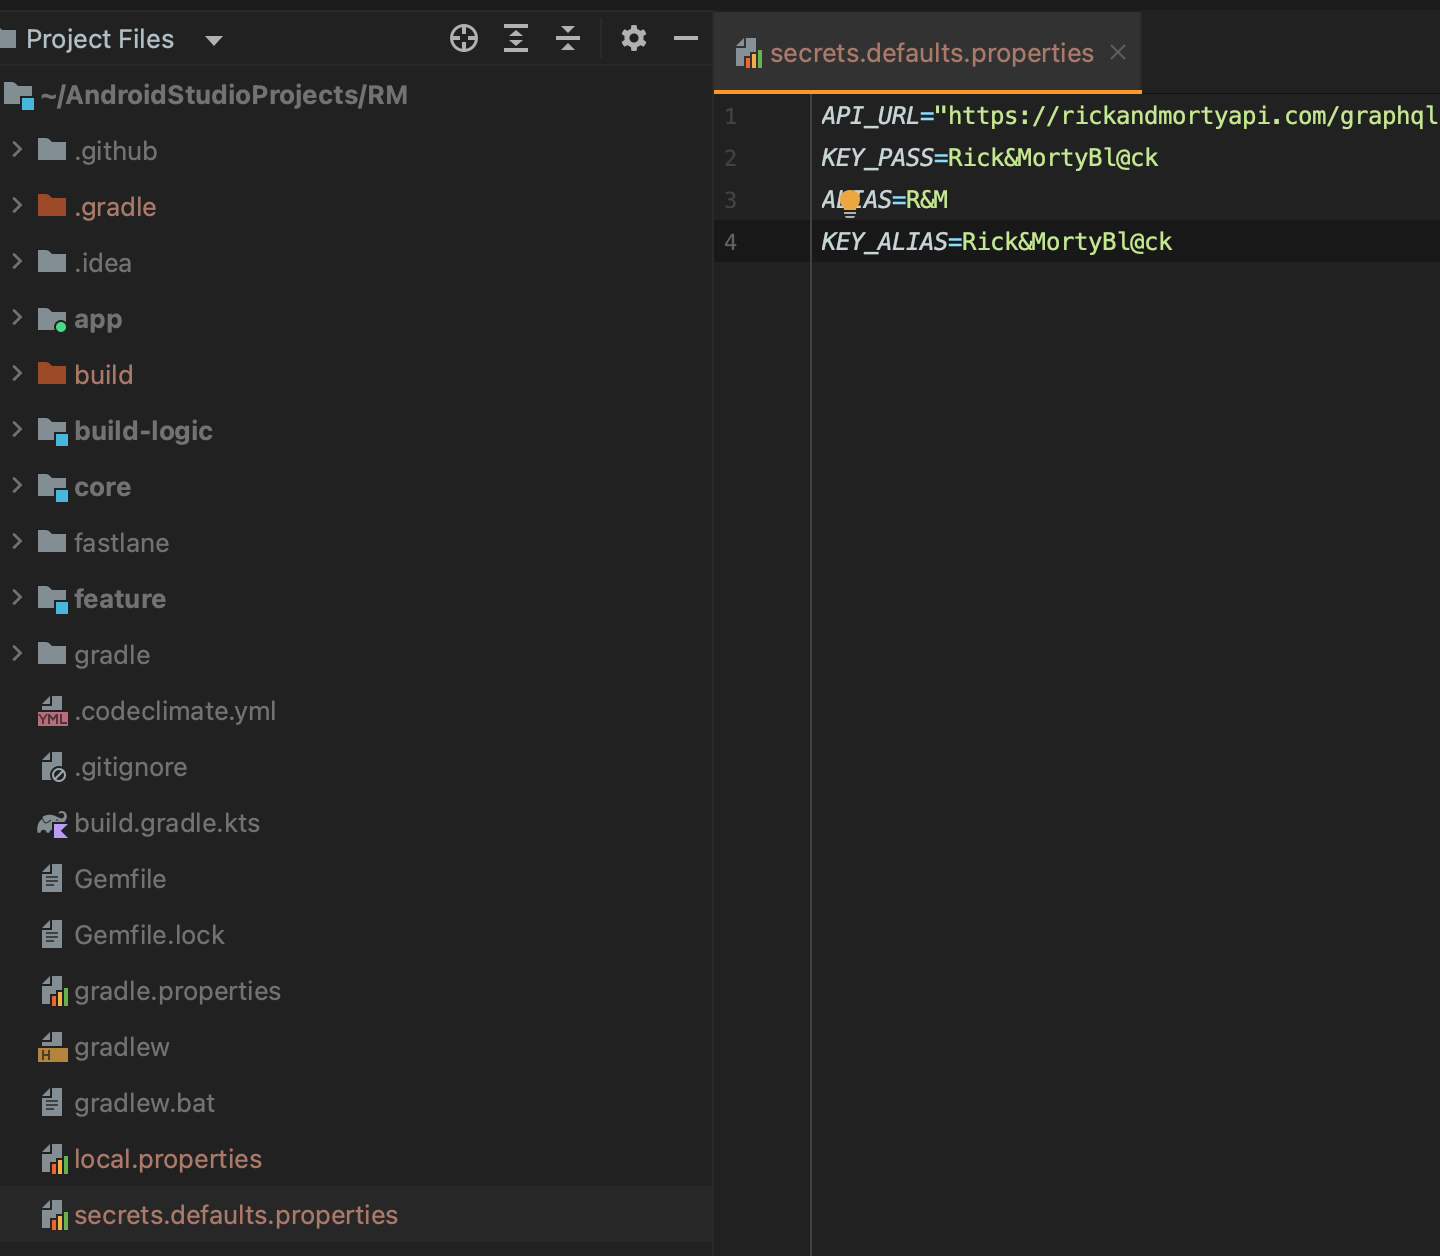 Project Files
~/AndroidStudioProjects/RM
.github
.gradle
.idea
app
build
build-logic
core
fastlane
feature
gradle
.codeclimate.yml
YML
.gitignore
build.gradle.kts
Gemfile
Gemfile.lock
gradle.properties
gradlew
H
gradlew.bat
local.properties
secrets.defaults.properties
secrets.defaults.properties
1 API_URL="https://rickandmortyapi.com/graphql
2 KEY_PASS=Rick&MortyBl@ck
3 ALIAS=R&M
4 KEY_ALIAS=Rick&MortyBl@ck